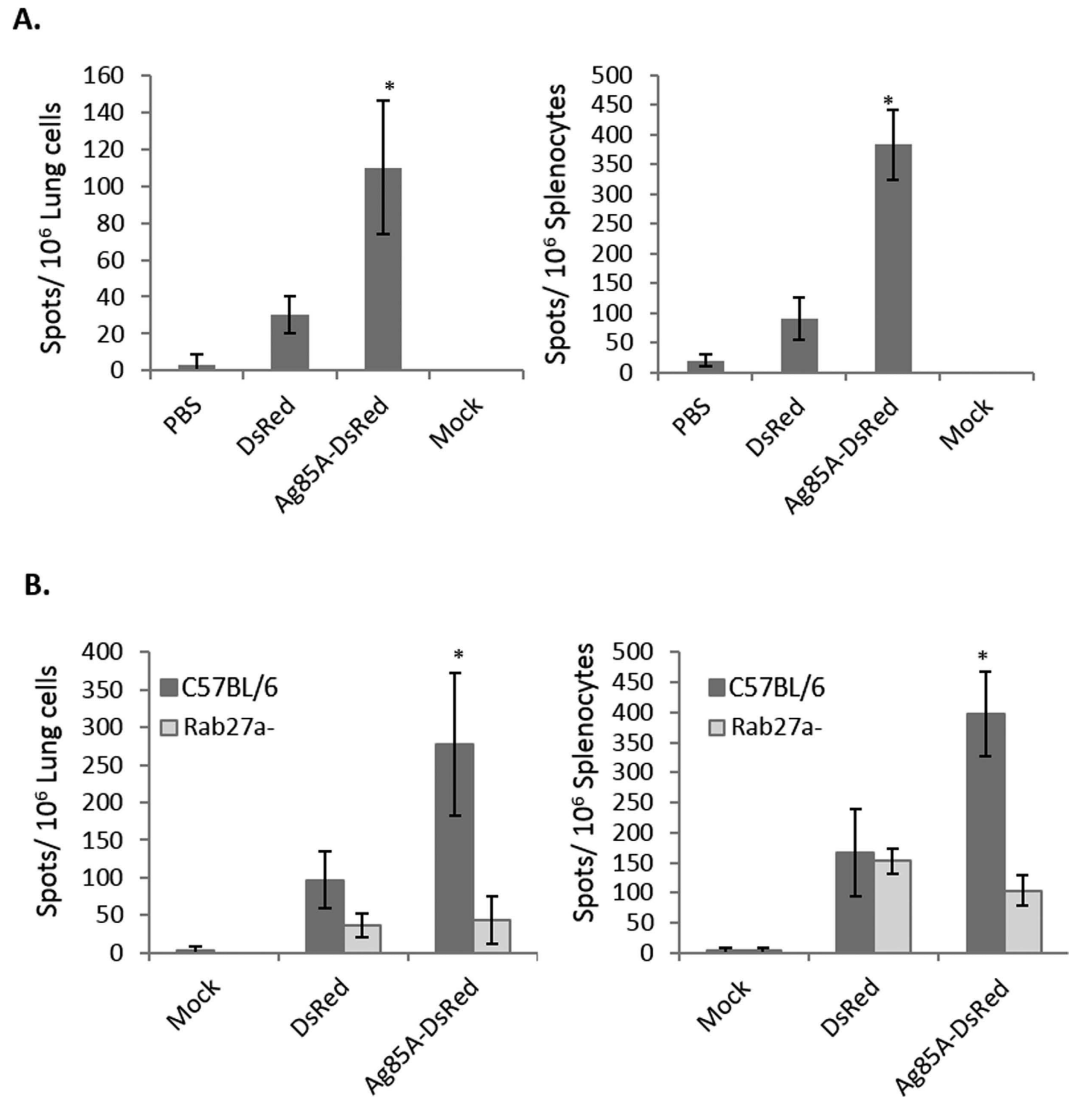 A.
Spots/ 10⁶ Lung cells
160
140
120
100
80
60
40
20
0
*
PBS
DsRed
Ag85A-DsRed
Mock
Spots/ 10⁶ Splenocytes
500
450
400
350
300
250
200
150
100
50
0
*
PBS
DsRed
Ag85A-DsRed
Mock
B.
Spots/ 10⁶ Lung cells
400
350
300
250
200
150
100
50
0
C57BL/6
Rab27a-
*
Mock
DsRed
Ag85A-DsRed
Spots/ 10⁶ Splenocytes
500
450
400
350
300
250
200
150
100
50
0
C57BL/6
Rab27a-
*
Mock
DsRed
Ag85A-DsRed